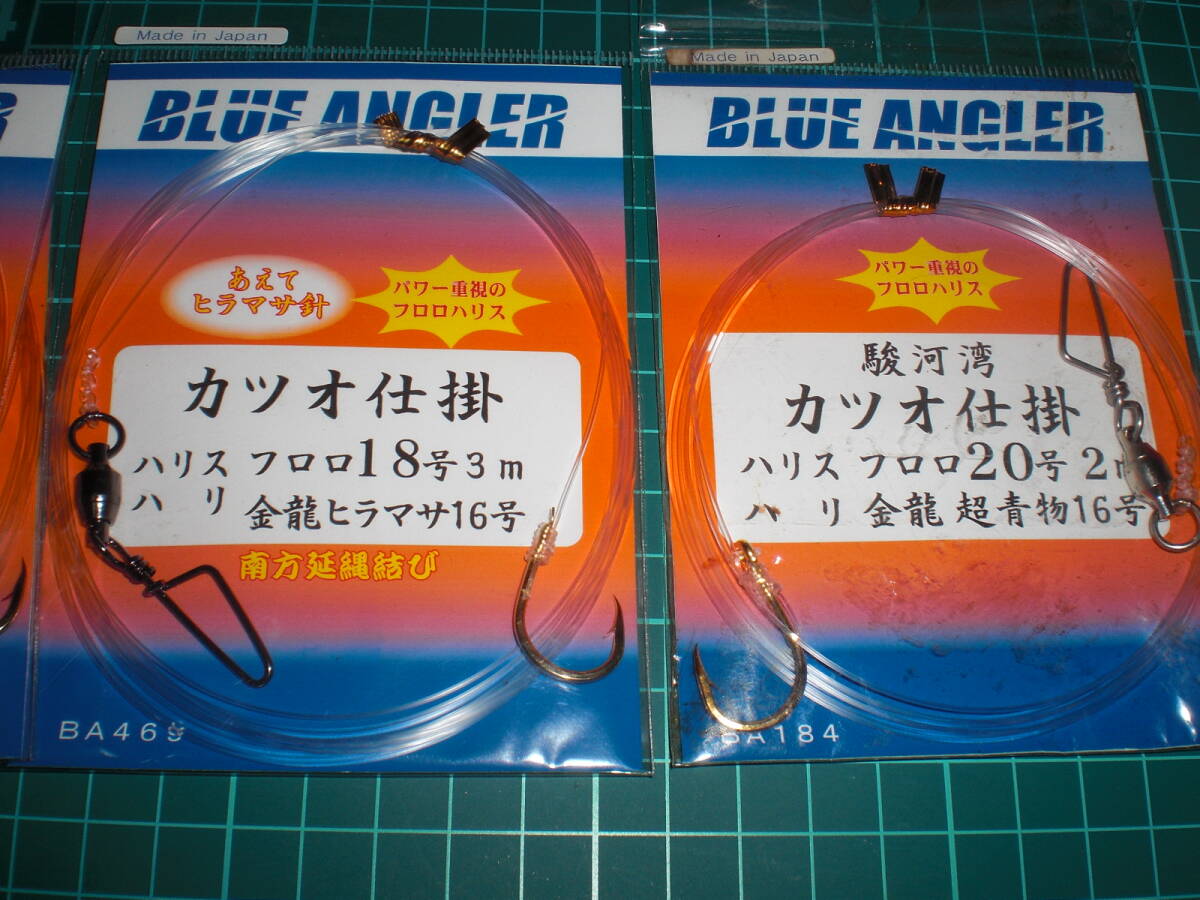 Made in Japan
BLUE ANGLER
あえて
ヒラマサ針
パワー重視の
フロロハリス
カツオ仕掛
ハリス フロロ18号3m
ハリ 金龍ヒラマサ16号
南方延縄結び
BA469
Made in Japan
BLUE ANGLER
パワー重視の
フロロハリス
駿河湾
カツオ仕掛
ハリス フロロ20号2m
ハリ 金龍 超青物16号
BA184